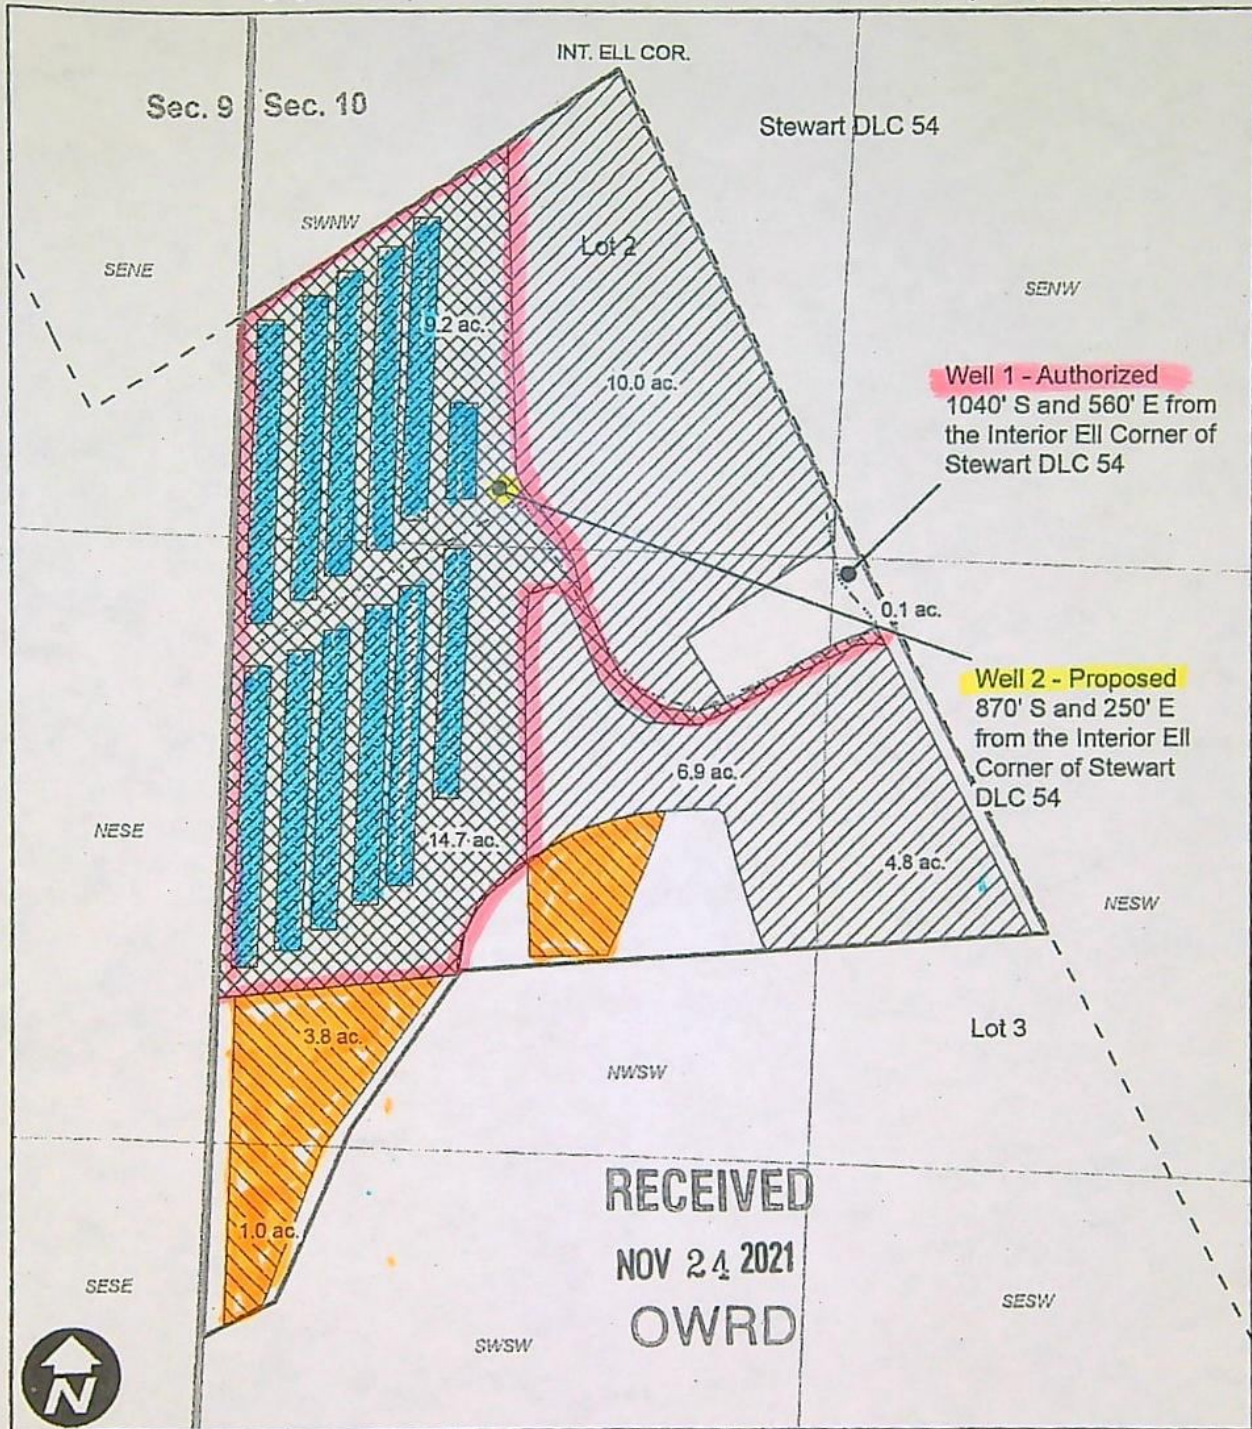 INT. ELL COR.
Sec. 9
Sec. 10
Stewart DLC 54
SWNW
Lot 2
SENE
SENW
9.2 ac.
10.0 ac.
Well 1 - Authorized
1040' S and 560' E from
the Interior Ell Corner of
Stewart DLC 54
0.1 ac.
Well 2 - Proposed
870' S and 250' E
from the Interior Ell
Corner of Stewart
DLC 54
6.9 ac.
NESE
14.7 ac.
4.8 ac.
NESW
3.8 ac.
Lot 3
NWSW
RECEIVED
NOV 24 2021
OWRD
1.0 ac.
SESE
SESW
SWSW
N